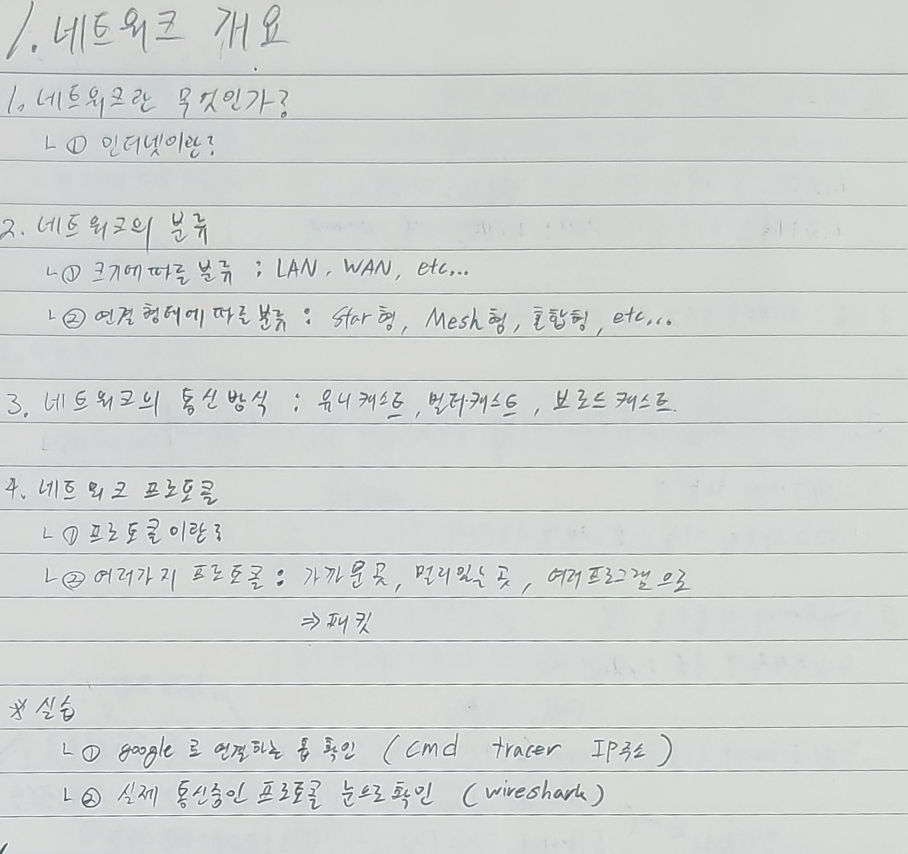 1. 네트워크 개요
1. 네트워크란 무엇인가?
ㄴ① 인터넷이란?
2. 네트워크의 분류
ㄴ① 크기에 따른 분류 : LAN, WAN, etc...
ㄴ② 연결 형태에 따른 분류 : Star형, Mesh형, 혼합형, etc...
3. 네트워크의 통신 방식 : 유니캐스트, 멀티캐스트, 브로드캐스트.
4. 네트워크 프로토콜
ㄴ① 프로토콜이란?
ㄴ② 여러가지 프로토콜 : 가까운 곳, 멀리있는 곳, 여러프로그램으로
⇒ 패킷
※ 실습
ㄴ① google로 연결하는 홉 확인 (cmd tracer IP주소)
ㄴ② 실제 통신중인 프로토콜 눈으로 확인 (wireshark)